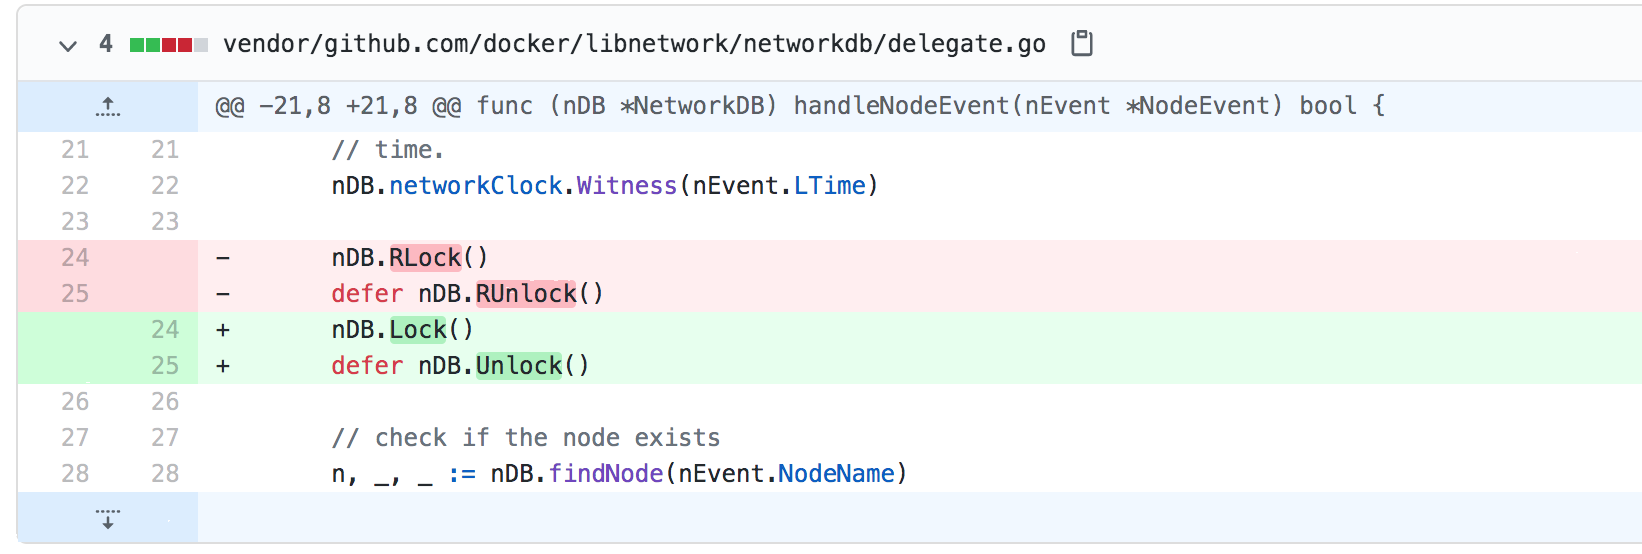 4 vendor/github.com/docker/libnetwork/networkdb/delegate.go
@@ -21,8 +21,8 @@ func (nDB *NetworkDB) handleNodeEvent(nEvent *NodeEvent) bool {
21 21 // time.
22 22 nDB.networkClock.Witness(nEvent.LTime)
23 23
24 - nDB.RLock()
25 - defer nDB.RUnlock()
24 + nDB.Lock()
25 + defer nDB.Unlock()
26 26
27 27 // check if the node exists
28 28 n, _, _ := nDB.findNode(nEvent.NodeName)